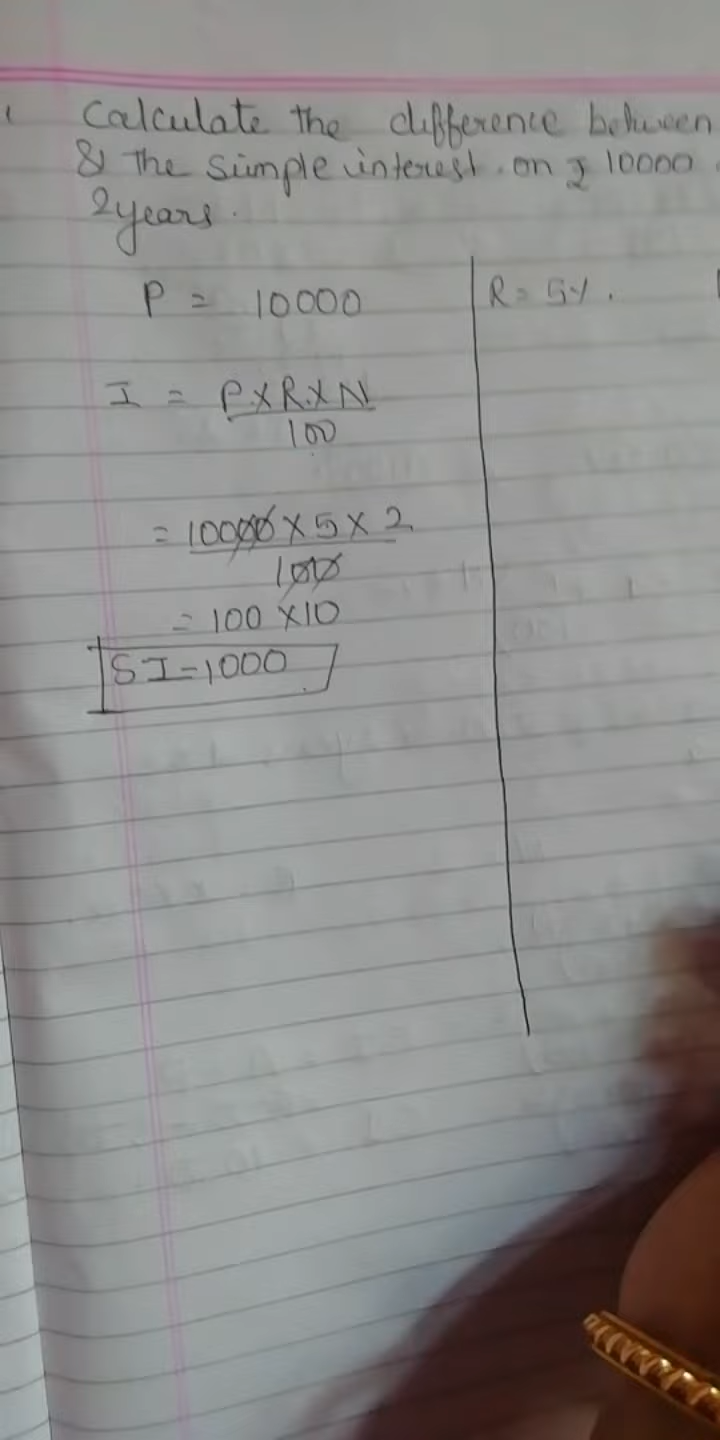 Calculate the difference between
& the simple interest. on ₹ 10000
2years.
P = 10000
R = 5%.
I = P×R×N
100
= 10000 × 5 × 2
100
= 100 × 10
SI - 1000